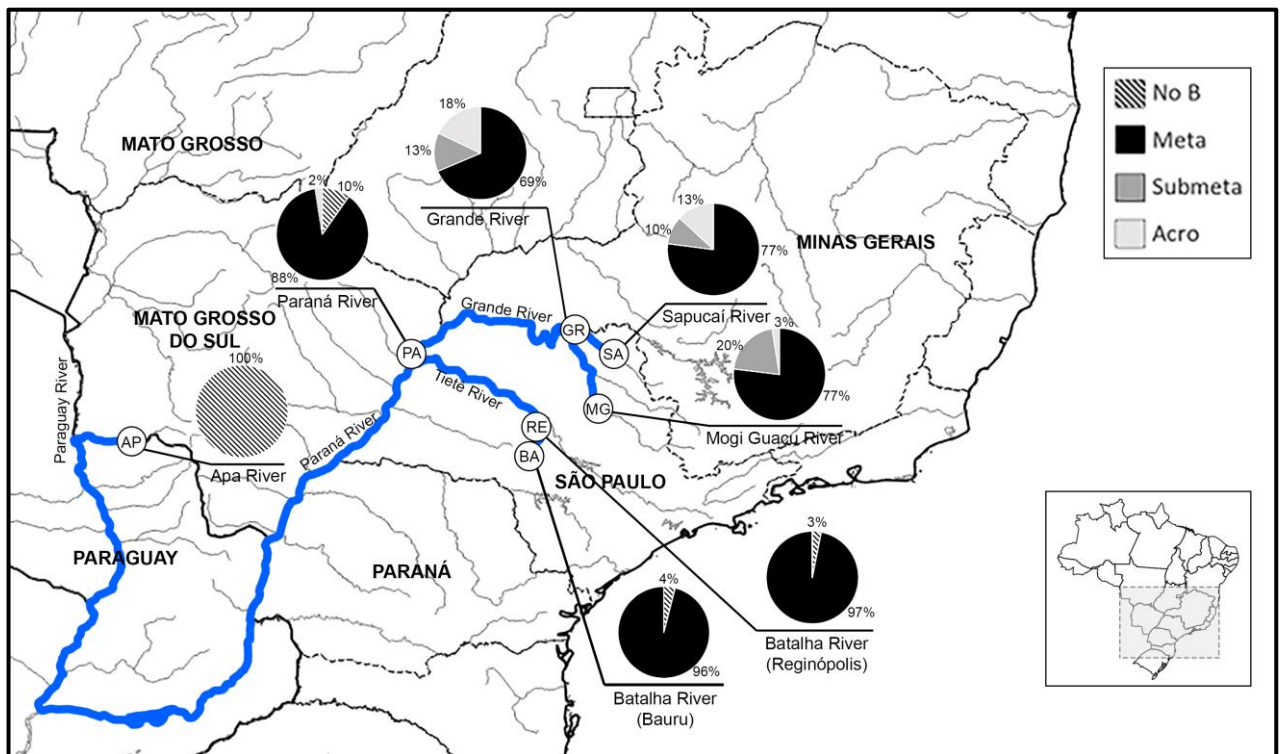 No B
Meta
Submeta
Acro
MATO GROSSO
18%
13%
69%
Grande River
2%
10%
88%
Paraná River
13%
10%
77%
Sapucaí River
MINAS GERAIS
MATO GROSSO
DO SUL
100%
Apa River
3%
20%
77%
Mogi Guaçú River
Grande River
GR
SA
PA
Tietê River
MG
Paraguay River
AP
Paraná River
RE
BA
SÃO PAULO
PARAGUAY
PARANÁ
3%
97%
Batalha River
(Reginópolis)
4%
96%
Batalha River
(Bauru)